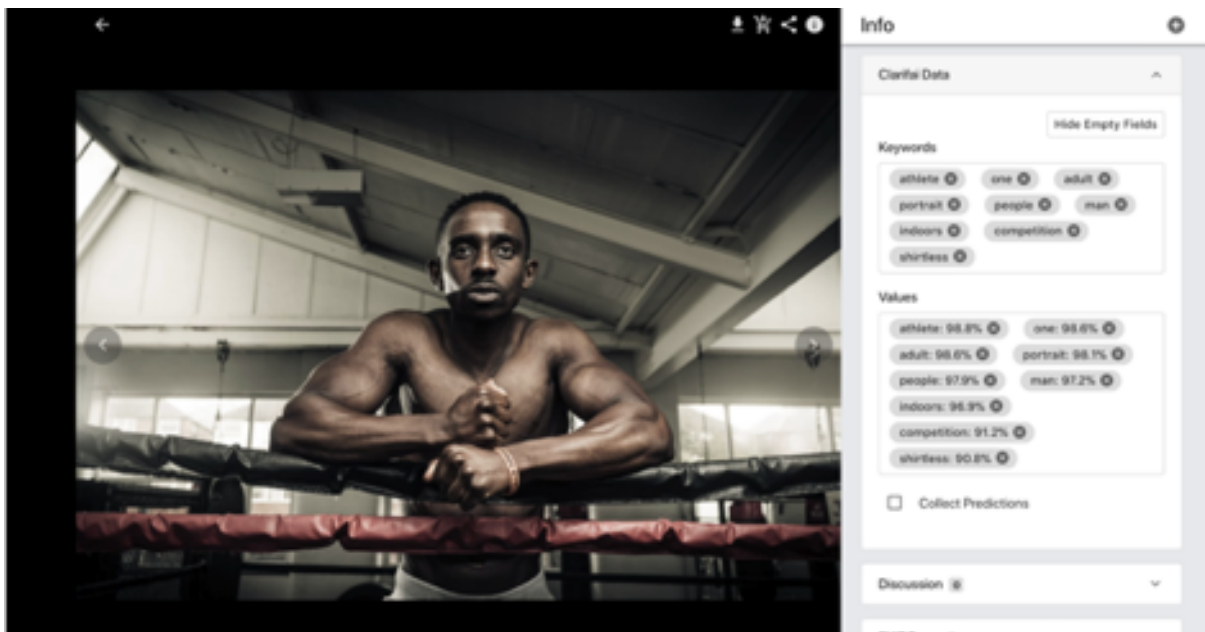 Info
Clarifai Data
Hide Empty Fields
Keywords
athlete one adult
portrait people man
indoors competition
shirtless
Values
athlete: 98.8% one: 98.6%
adult: 98.6% portrait: 98.1%
people: 97.9% man: 97.2%
indoors: 96.9%
competition: 91.2%
shirtless: 90.8%
Collect Predictions
Discussion 0